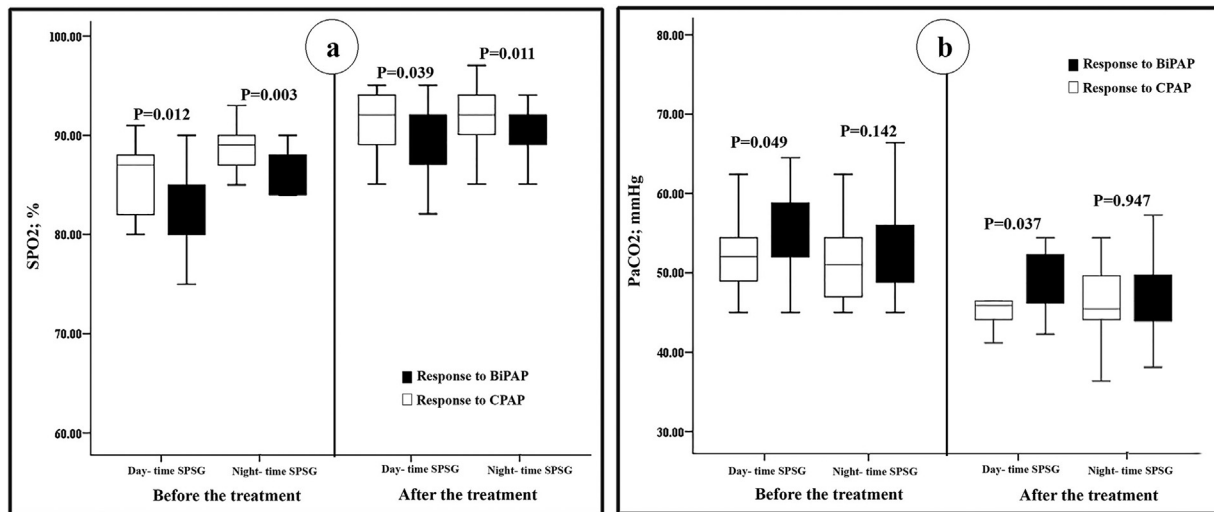 a
100.00
90.00
80.00
70.00
60.00
SPO2; %
P=0.012
P=0.003
P=0.039
P=0.011
Response to BiPAP
Response to CPAP
Day- time SPSG
Night- time SPSG
Day- time SPSG
Night- time SPSG
Before the treatment
After the treatment
b
80.00
70.00
60.00
50.00
40.00
30.00
PaCO2; mmHg
Response to BiPAP
Response to CPAP
P=0.049
P=0.142
P=0.037
P=0.947
Day- time SPSG
Night- time SPSG
Day- time SPSG
Night- time SPSG
Before the treatment
After the treatment